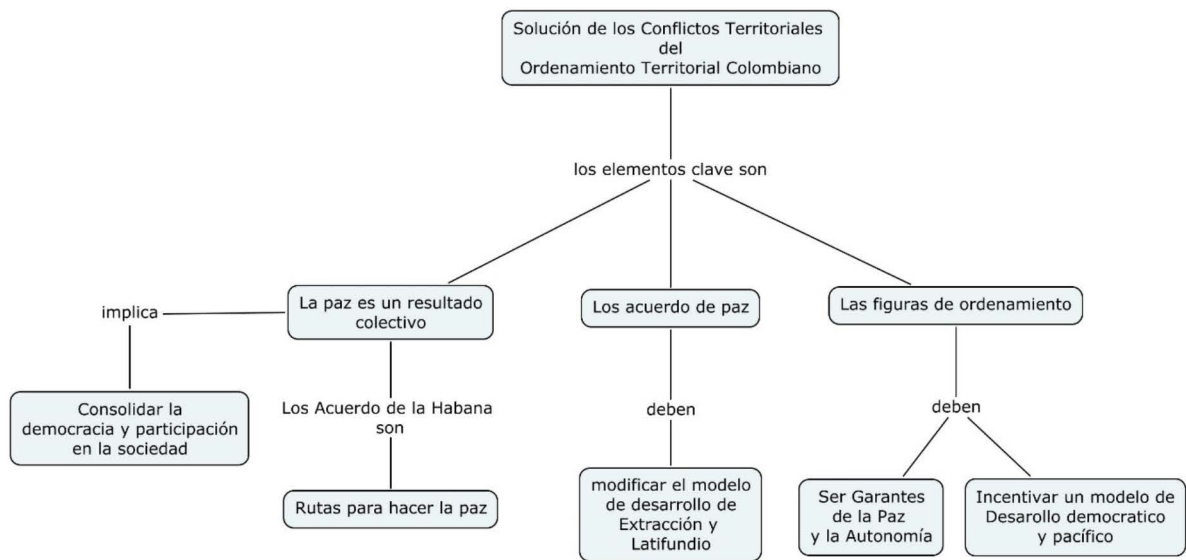 Solución de los Conflictos Territoriales
del
Ordenamiento Territorial Colombiano
los elementos clave son
La paz es un resultado
colectivo
Los acuerdo de paz
Las figuras de ordenamiento
implica
Consolidar la
democracia y participación
en la sociedad
Los Acuerdo de la Habana
son
Rutas para hacer la paz
deben
modificar el modelo
de desarrollo de
Extracción y
Latifundio
deben
Ser Garantes
de la Paz
y la Autonomía
Incentivar un modelo de
Desarollo democratico
y pacífico